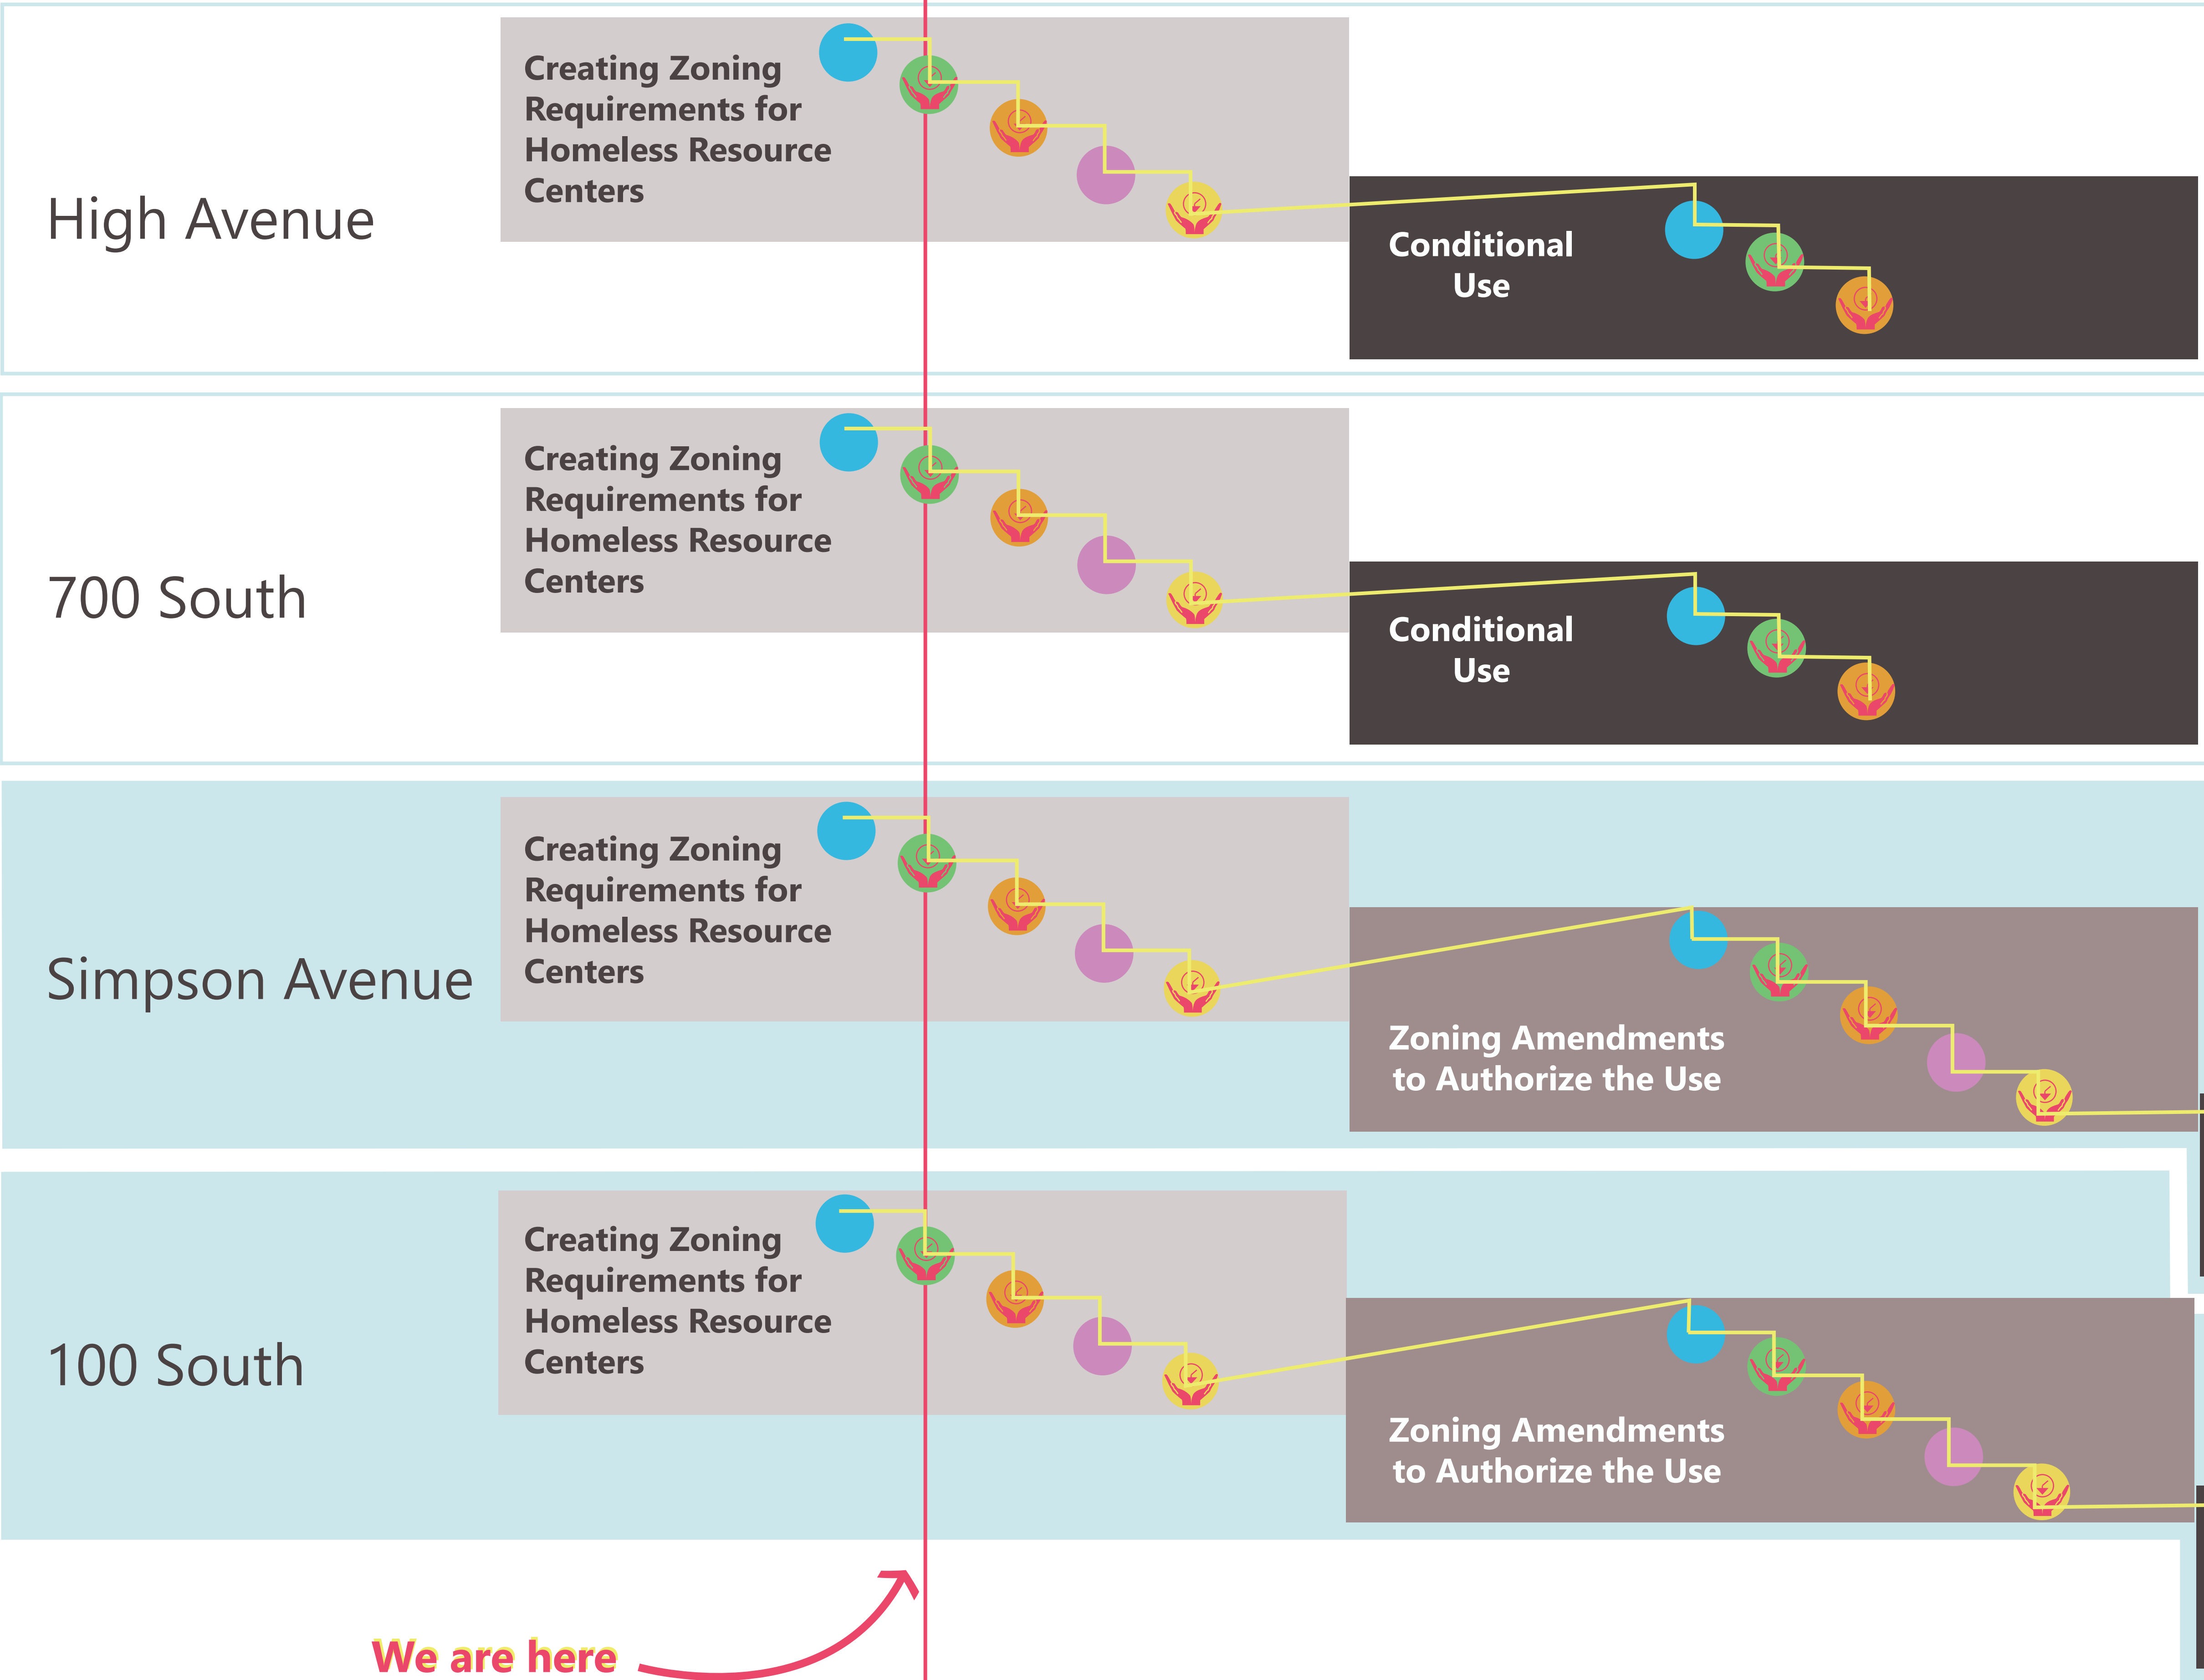 Creating Zoning
Requirements for
Homeless Resource
Centers
High Avenue
Conditional
Use
Creating Zoning
Requirements for
Homeless Resource
Centers
700 South
Conditional
Use
Creating Zoning
Requirements for
Homeless Resource
Centers
Simpson Avenue
Zoning Amendments
to Authorize the Use
Creating Zoning
Requirements for
Homeless Resource
Centers
100 South
Zoning Amendments
to Authorize the Use
We are here